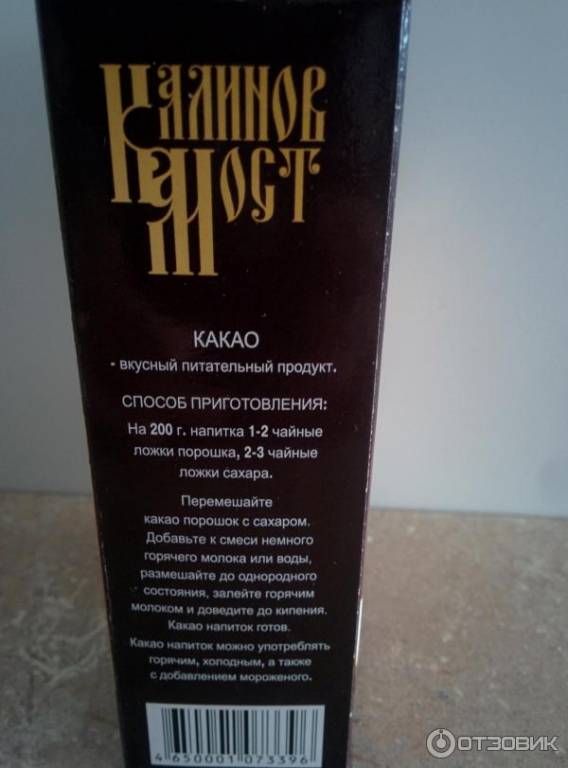 КАЛИНОВ
МОСТ
КАКАО
- вкусный питательный продукт.
СПОСОБ ПРИГОТОВЛЕНИЯ:
На 200 г. напитка 1-2 чайные
ложки порошка, 2-3 чайные
ложки сахара.
Перемешайте
какао порошок с сахаром.
Добавьте к смеси немного
горячего молока или воды,
размешайте до однородного
состояния, залейте горячим
молоком и доведите до кипения.
Какао напиток готов.
Какао напиток можно употреблять
горячим, холодным, а также
с добавлением мороженого.
4 650001 073396
ОТЗОВИК